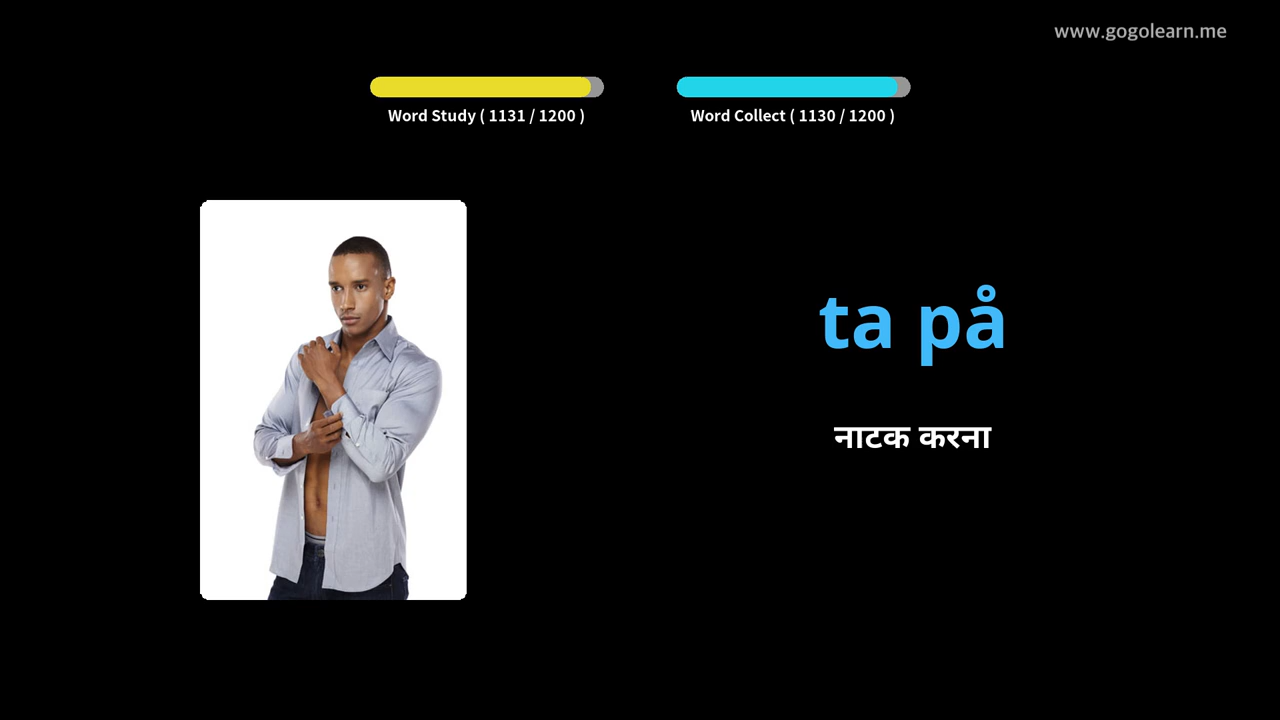 www.gogolearn.me
Word Study ( 1131 / 1200 )
Word Collect ( 1130 / 1200 )
ta på
नाटक करना